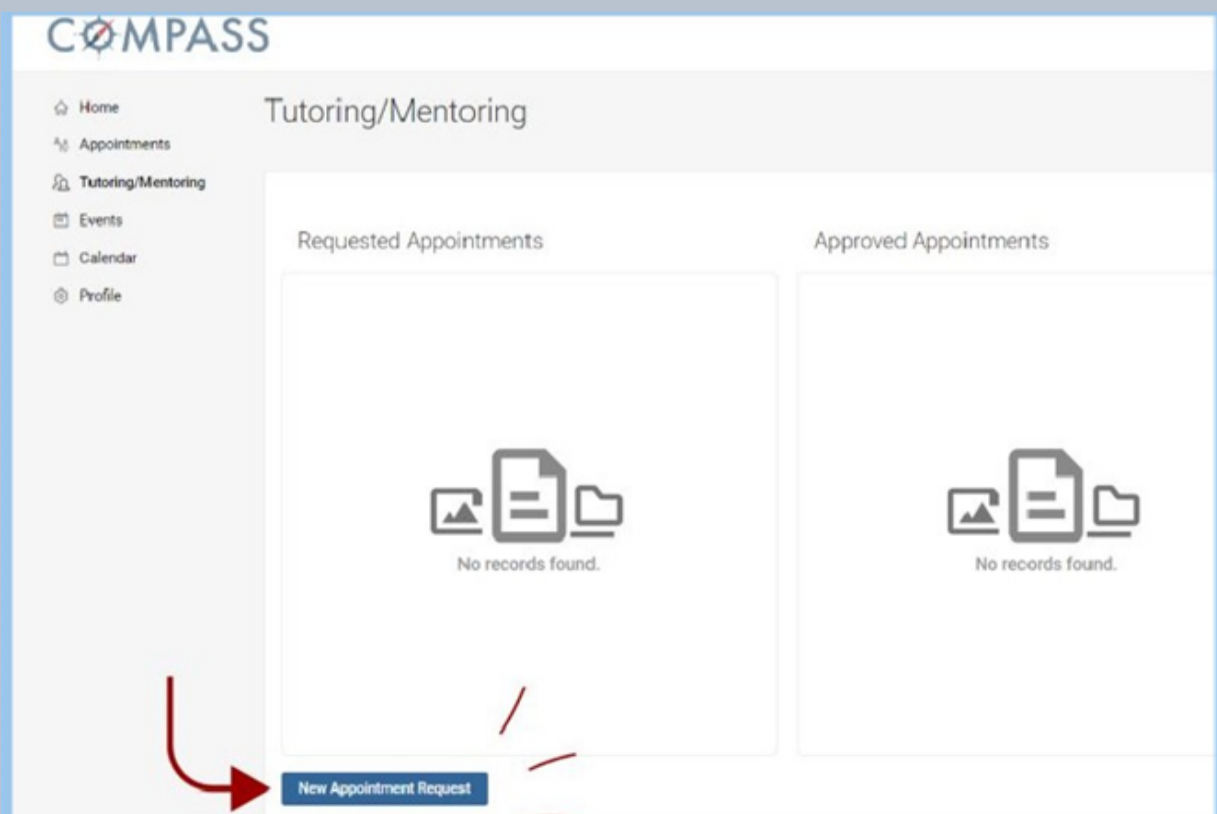 COMPASS
Home
Tutoring/Mentoring
Appointments
Tutoring/Mentoring
Events
Calendar
Profile
Requested Appointments
Approved Appointments
No records found.
No records found.
New Appointment Request